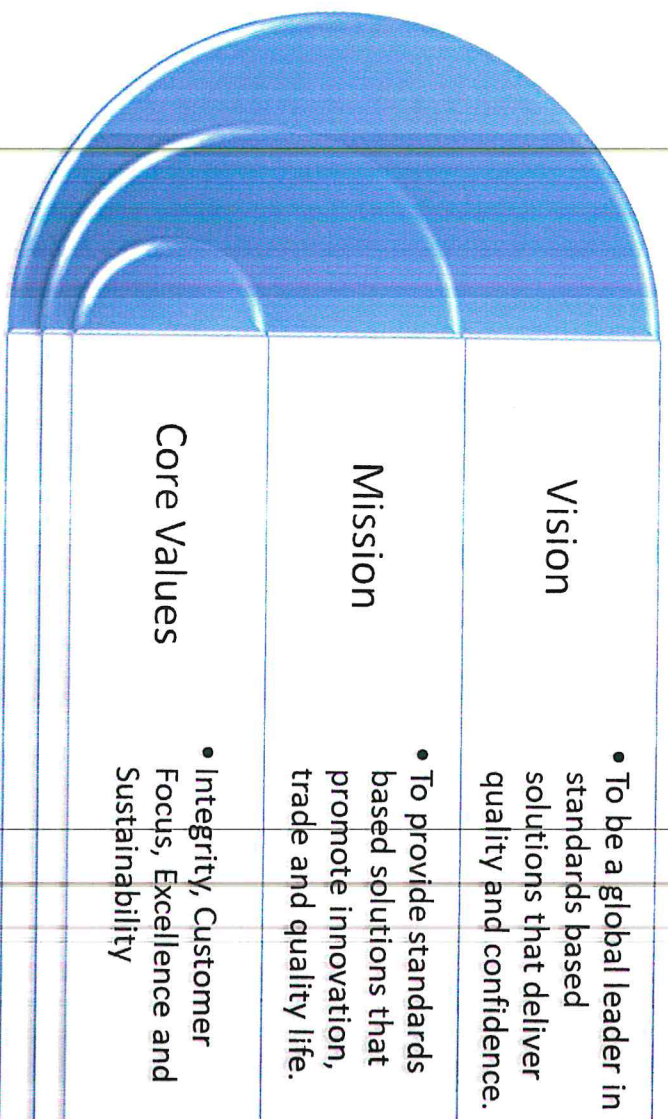 Vision
• To be a global leader in
standards based
solutions that deliver
quality and confidence.
Mission
• To provide standards
based solutions that
promote innovation,
trade and quality life.
Core Values
• Integrity, Customer
Focus, Excellence and
Sustainability